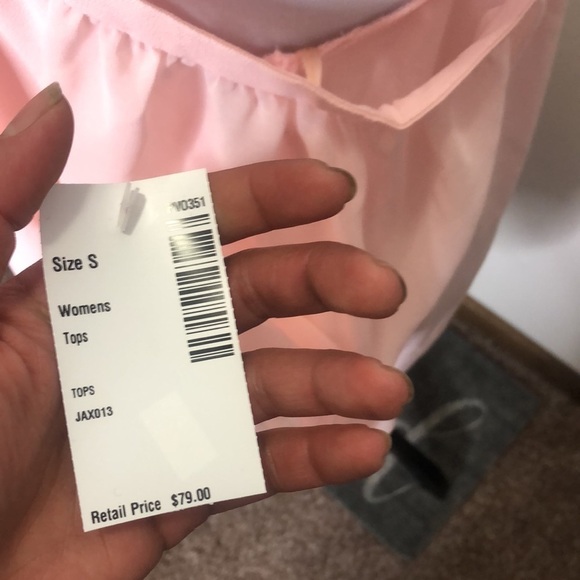 Size S
Womens
Tops
TOPS
JAX013
Retail Price $79.00